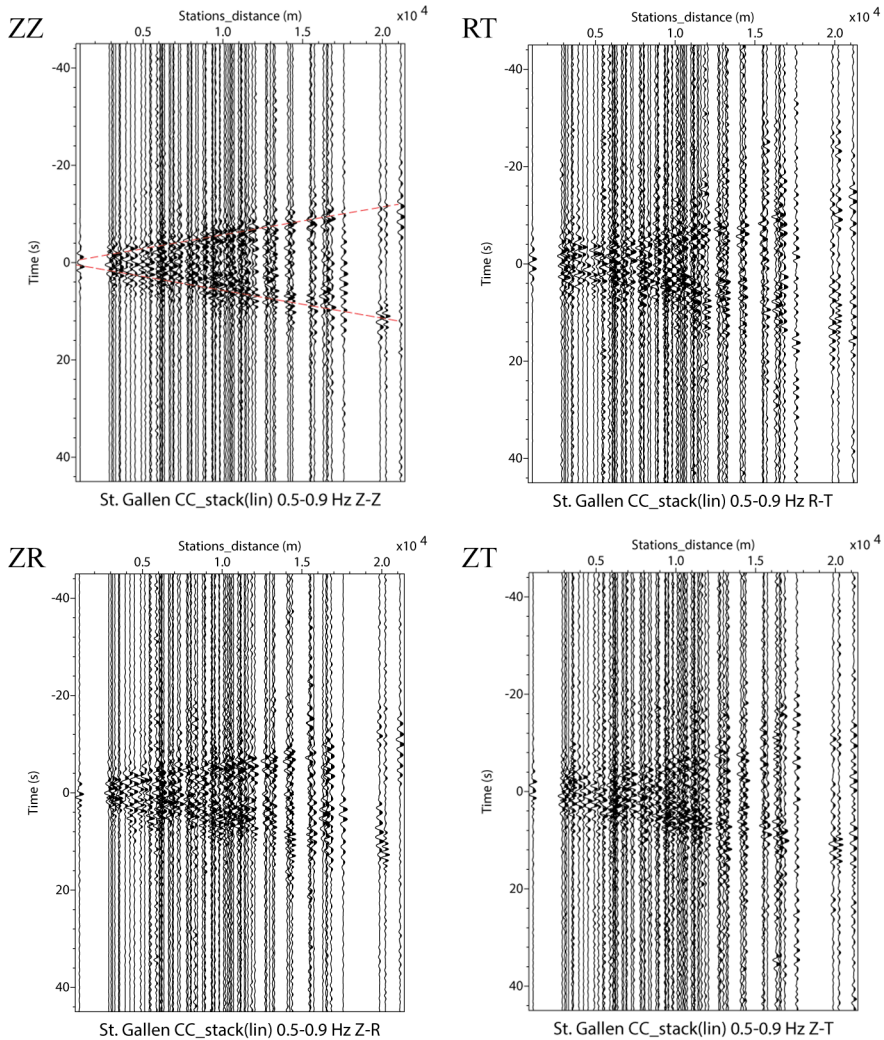 ZZ
Stations_distance (m)
x10 4
0.5 1.0 1.5 2.0
-40
-20
0
20
40
Time (s)
St. Gallen CC_stack(lin) 0.5-0.9 Hz Z-Z
RT
Stations_distance (m)
x10 4
0.5 1.0 1.5 2.0
-40
-20
0
20
40
Time (s)
St. Gallen CC_stack(lin) 0.5-0.9 Hz R-T
ZR
Stations_distance (m)
x10 4
0.5 1.0 1.5 2.0
-40
-20
0
20
40
Time (s)
St. Gallen CC_stack(lin) 0.5-0.9 Hz Z-R
ZT
Stations_distance (m)
x10 4
0.5 1.0 1.5 2.0
-40
-20
0
20
40
Time (s)
St. Gallen CC_stack(lin) 0.5-0.9 Hz Z-T